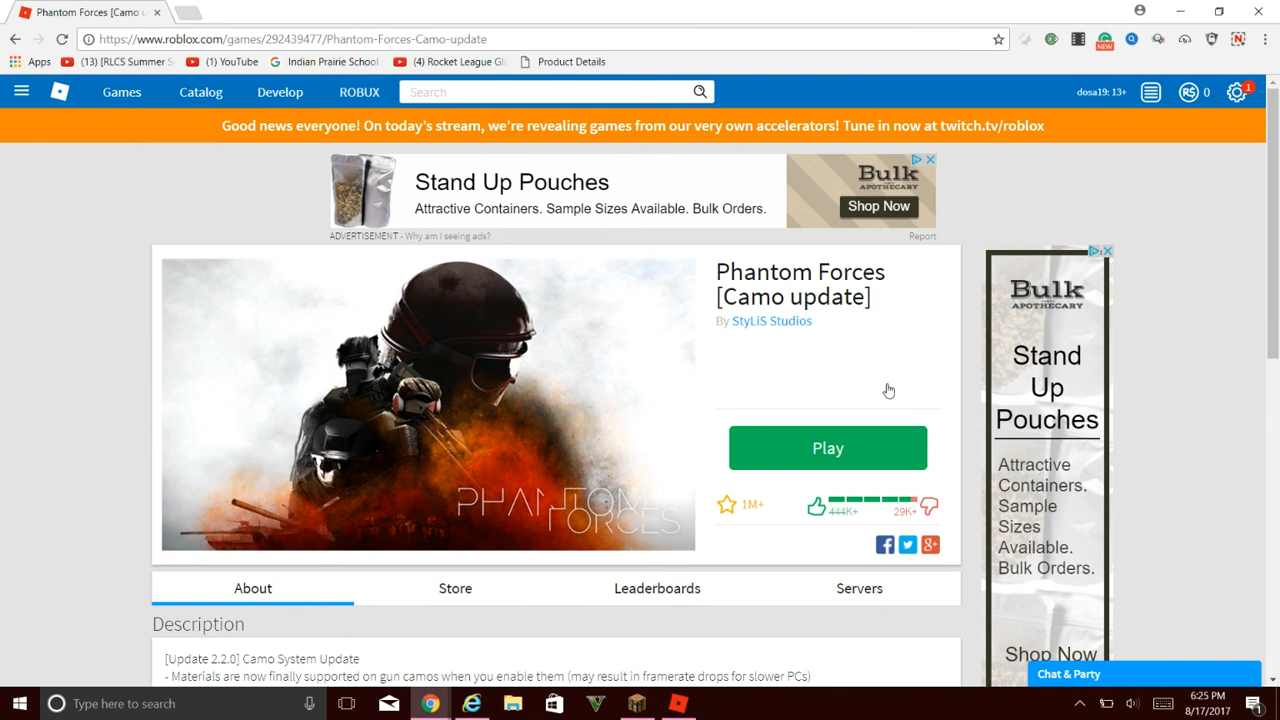 Phantom Forces [Camo u
https://www.roblox.com/games/292439477/Phantom-Forces-Camo-update
NEW
Apps
(13) [RLCS Summer S
(1) YouTube
Indian Prairie School
(4) Rocket League Gl
Product Details
Games
Catalog
Develop
ROBUX
Search
dosa19: 13+
R$ 0
1
Good news everyone! On today's stream, we're revealing games from our very own accelerators! Tune in now at twitch.tv/roblox
Stand Up Pouches
Attractive Containers. Sample Sizes Available. Bulk Orders.
Bulk
APOTHECARY
Shop Now
ADVERTISEMENT - Why am I seeing ads?
Report
Phantom Forces
[Camo update]
By StyLiS Studios
Play
1M+
444K+
29K+
PHANTOM
FORCES
Bulk
APOTHECARY
Stand
Up
Pouches
Attractive
Containers.
Sample
Sizes
Available.
Bulk Orders.
Shop Now
About
Store
Leaderboards
Servers
Description
[Update 2.2.0] Camo System Update
- Materials are now finally supported on gun camos when you enable them (may result in framerate drops for slower PCs)
Chat & Party
Type here to search
6:25 PM
8/17/2017
1